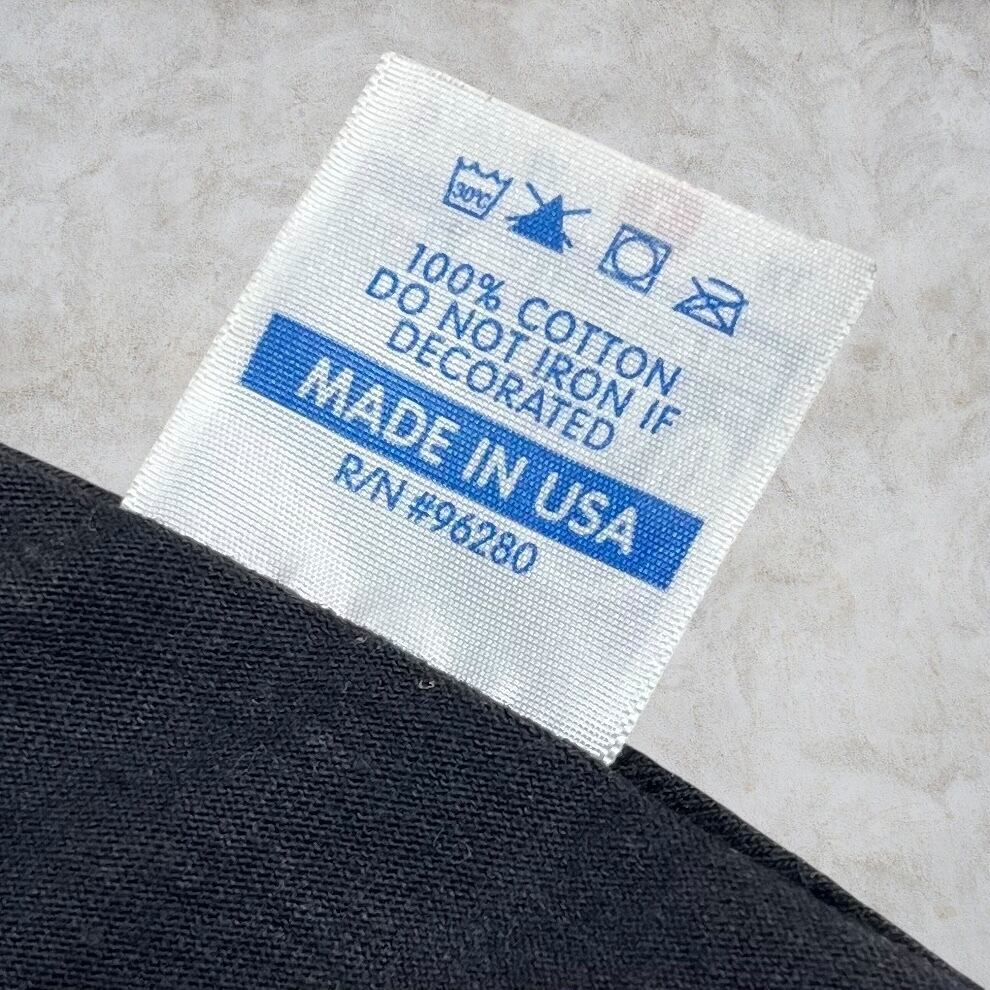 30°C
100% COTTON
DO NOT IRON IF
DECORATED
MADE IN USA
R/N #96280